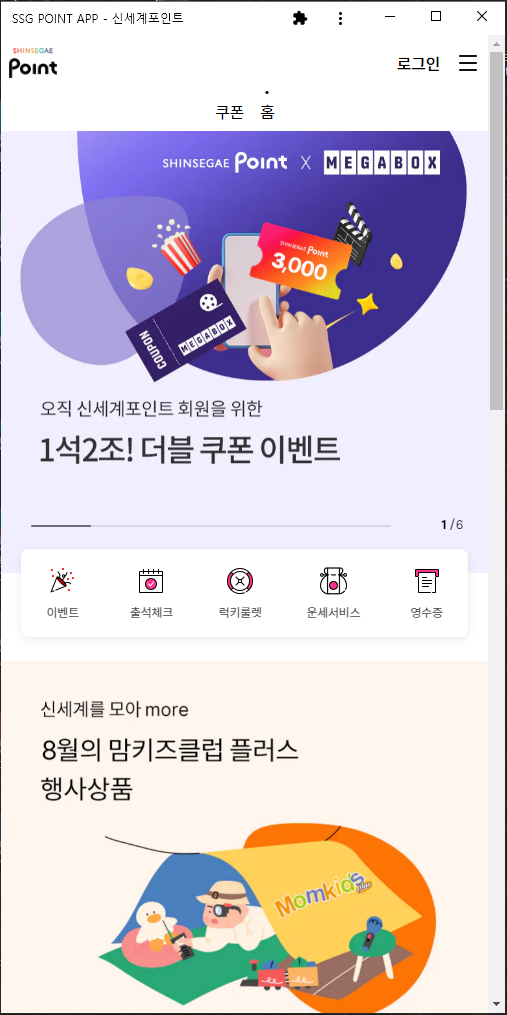 SSG POINT APP - 신세계포인트
SHINSEGAE
Point
로그인
쿠폰 홈
SHINSEGAE Point X MEGABOX
SHINSEGAE Point
3,000
COUPON
MEGABOX
오직 신세계포인트 회원을 위한
1석2조! 더블 쿠폰 이벤트
1 / 6
이벤트 출석체크 럭키룰렛 운세서비스 영수증
신세계를 모아 more
8월의 맘키즈클럽 플러스
행사상품
Momkids